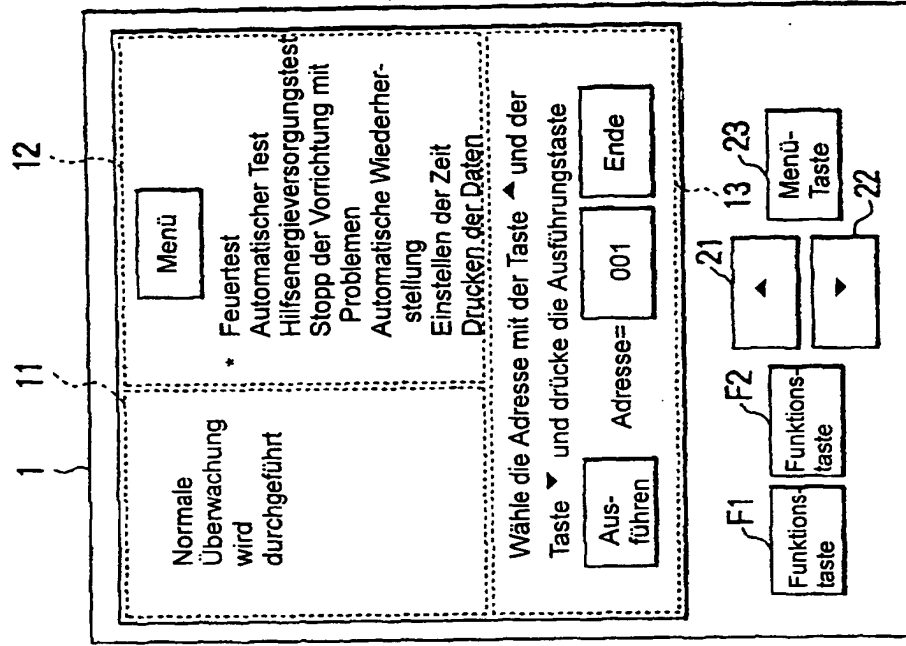 1
11
12
Normale
Überwachung
wird
durchgeführt
Menü
* Feuertest
Automatischer Test
Hilfsenergieversorgungstest
Stopp der Vorrichtung mit
Problemen
Automatische Wiederher-
stellung
Einstellen der Zeit
Drucken der Daten
Wähle die Adresse mit der Taste ▲ und der
Taste ▼ und drücke die Ausführungstaste
Aus-
führen
Adresse=
001
Ende
13
F1
F2
21
22
23
Funktions-
taste
Funktions-
taste
▲
▼
Menü-
Taste